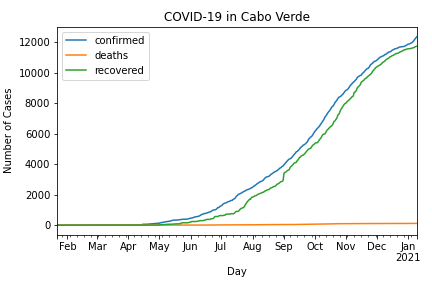 COVID-19 in Cabo Verde
confirmed
deaths
recovered
Number of Cases
12000
10000
8000
6000
4000
2000
0
Feb Mar Apr May Jun Jul Aug Sep Oct Nov Dec Jan
2021
Day